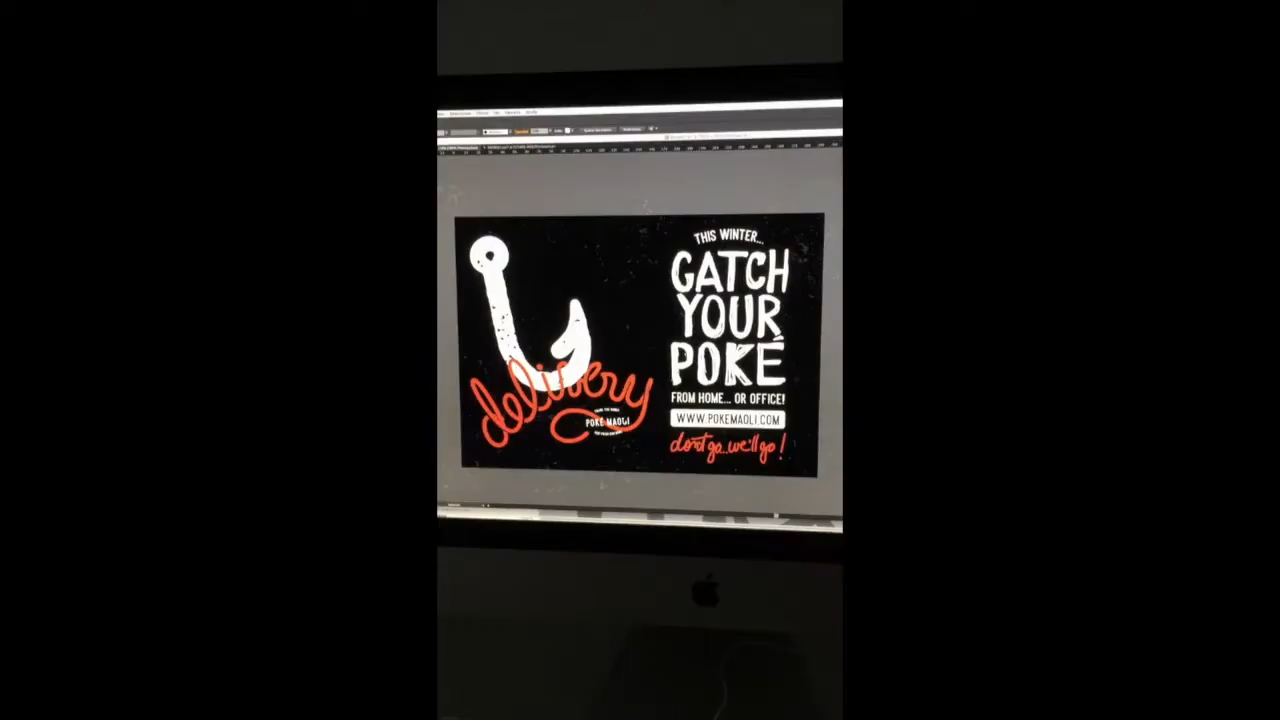 THIS WINTER...
GATCH
YOUR
POKÉ
FROM HOME... OR OFFICE!
WWW.POKEMAOLI.COM
don't go...we'll go!
delivery
POKÉ MAOLI